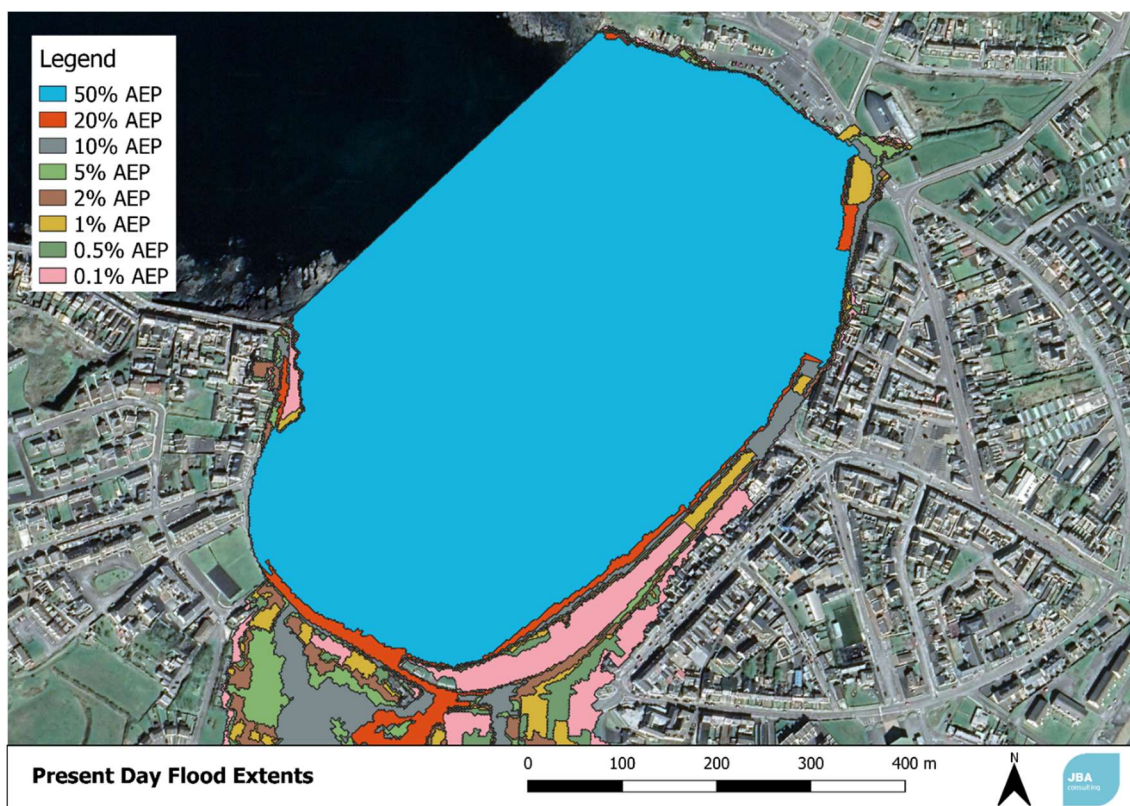 Legend
50% AEP
20% AEP
10% AEP
5% AEP
2% AEP
1% AEP
0.5% AEP
0.1% AEP
Present Day Flood Extents
0 100 200 300 400 m
N
JBA
consulting